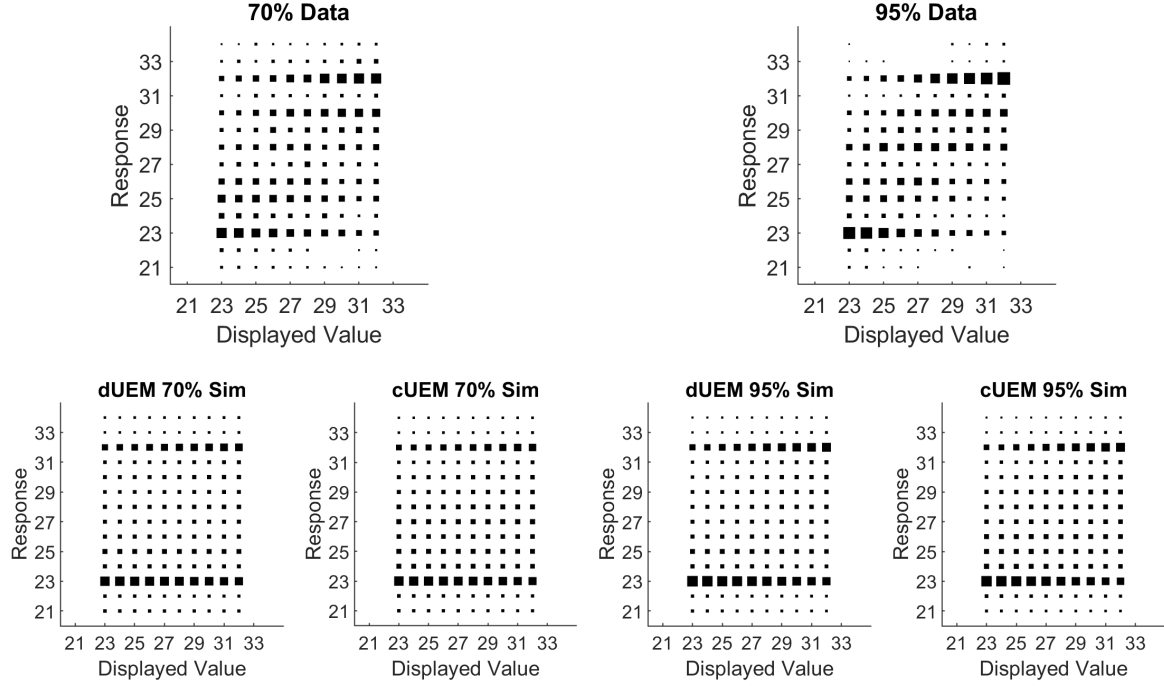 70% Data
33
31
29
27
25
23
21
Response
21 23 25 27 29 31 33
Displayed Value
95% Data
33
31
29
27
25
23
21
Response
21 23 25 27 29 31 33
Displayed Value
dUEM 70% Sim
33
31
29
27
25
23
21
Response
21 23 25 27 29 31 33
Displayed Value
cUEM 70% Sim
33
31
29
27
25
23
21
Response
21 23 25 27 29 31 33
Displayed Value
dUEM 95% Sim
33
31
29
27
25
23
21
Response
21 23 25 27 29 31 33
Displayed Value
cUEM 95% Sim
33
31
29
27
25
23
21
Response
21 23 25 27 29 31 33
Displayed Value